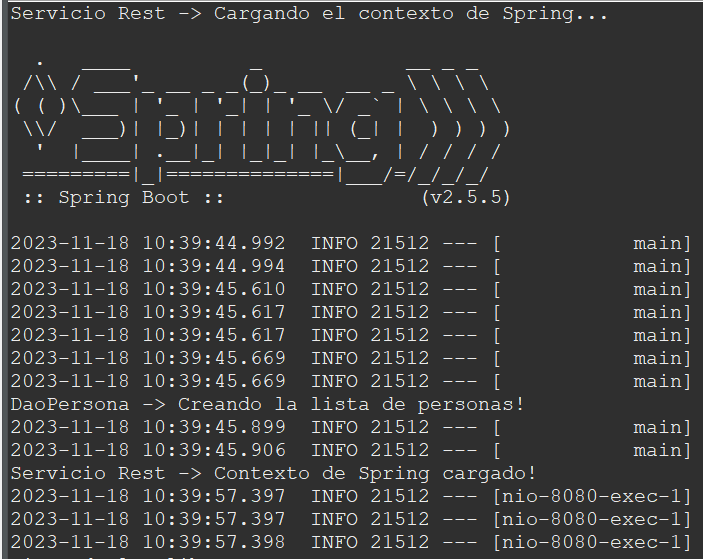 Servicio Rest -> Cargando el contexto de Spring...
  .   ____          _            __ _ _
 /\\ / ___'_ __ _ _(_)_ __  __ _ \ \ \ \
( ( )\___ | '_ | '_| | '_ \/ _` | \ \ \ \
 \\/  ___)| |_)| | | | | || (_| |  ) ) ) )
  '  |____| .__|_| |_|_| |_\__, | / / / /
 =========|_|==============|___/=/_/_/_/
 :: Spring Boot ::                (v2.5.5)
2023-11-18 10:39:44.992  INFO 21512 --- [           main]
2023-11-18 10:39:44.994  INFO 21512 --- [           main]
2023-11-18 10:39:45.610  INFO 21512 --- [           main]
2023-11-18 10:39:45.617  INFO 21512 --- [           main]
2023-11-18 10:39:45.617  INFO 21512 --- [           main]
2023-11-18 10:39:45.669  INFO 21512 --- [           main]
2023-11-18 10:39:45.669  INFO 21512 --- [           main]
DaoPersona -> Creando la lista de personas!
2023-11-18 10:39:45.899  INFO 21512 --- [           main]
2023-11-18 10:39:45.906  INFO 21512 --- [           main]
Servicio Rest -> Contexto de Spring cargado!
2023-11-18 10:39:57.397  INFO 21512 --- [nio-8080-exec-1]
2023-11-18 10:39:57.397  INFO 21512 --- [nio-8080-exec-1]
2023-11-18 10:39:57.398  INFO 21512 --- [nio-8080-exec-1]